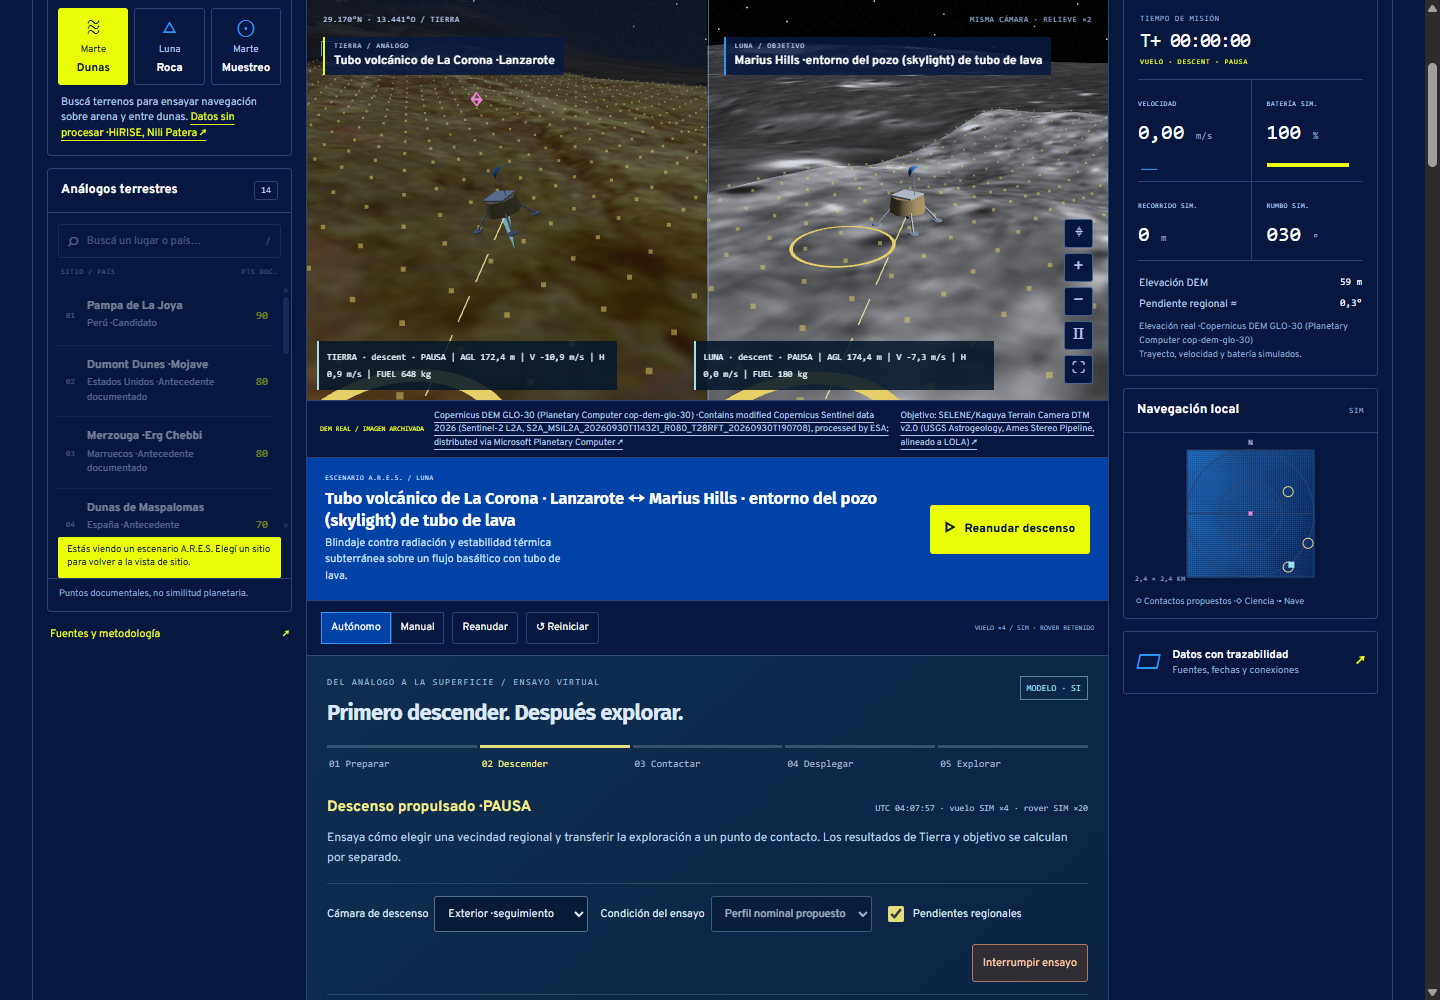 Marte
Dunas
Luna
Roca
Marte
Muestreo
Buscá terrenos para ensayar navegación
sobre arena y entre dunas. Datos sin
procesar ·HiRISE, Nili Patera ↗
Análogos terrestres
14
Buscá un lugar o país...
/
SITIO / PAÍS
PTS DOC.
01
Pampa de La Joya
Perú ·Candidato
90
02
Dumont Dunes ·Mojave
Estados Unidos ·Antecedente
documentado
80
03
Merzouga ·Erg Chebbi
Marruecos ·Antecedente
documentado
80
04
Dunas de Maspalomas
España ·Antecedente
70
Estás viendo un escenario A.R.E.S. Elegí un sitio
para volver a la vista de sitio.
Puntos documentales, no similitud planetaria.
Fuentes y metodología ↗
29.170°N · 13.441°O / TIERRA
TIERRA / ANÁLOGO
Tubo volcánico de La Corona ·Lanzarote
MISMA CÁMARA · RELIEVE ×2
LUNA / OBJETIVO
Marius Hills ·entorno del pozo (skylight) de tubo de lava
TIERRA · descent · PAUSA | AGL 172,4 m | V -10,9 m/s | H
0,9 m/s | FUEL 648 kg
LUNA · descent · PAUSA | AGL 174,4 m | V -7,3 m/s | H
0,0 m/s | FUEL 180 kg
DEM REAL / IMAGEN ARCHIVADA
Copernicus DEM GLO-30 (Planetary Computer cop-dem-glo-30) ·Contains modified Copernicus Sentinel data
2026 (Sentinel-2 L2A, S2A_MSIL2A_20260930T114321_R080_T28RFT_20260930T190708), processed by ESA;
distributed via Microsoft Planetary Computer ↗
Objetivo: SELENE/Kaguya Terrain Camera DTM
v2.0 (USGS Astrogeology, Ames Stereo Pipeline,
alineado a LOLA) ↗
ESCENARIO A.R.E.S. / LUNA
Tubo volcánico de La Corona · Lanzarote ↔ Marius Hills · entorno del pozo
(skylight) de tubo de lava
Blindaje contra radiación y estabilidad térmica
subterránea sobre un flujo basáltico con tubo de
lava.
Reanudar descenso
Autónomo
Manual
Reanudar
↺ Reiniciar
VUELO ×4 / SIM · ROVER RETENIDO
DEL ANÁLOGO A LA SUPERFICIE / ENSAYO VIRTUAL
MODELO · SI
Primero descender. Después explorar.
01 Preparar
02 Descender
03 Contactar
04 Desplegar
05 Explorar
Descenso propulsado ·PAUSA
UTC 04:07:57 · vuelo SIM ×4 · rover SIM ×20
Ensaya cómo elegir una vecindad regional y transferir la exploración a un punto de contacto. Los resultados de Tierra y objetivo se calculan
por separado.
Cámara de descenso
Exterior ·seguimiento
Condición del ensayo
Perfil nominal propuesto
Pendientes regionales
Interrumpir ensayo
TIEMPO DE MISIÓN
T+ 00:00:00
VUELO · DESCENT · PAUSA
VELOCIDAD
0,00 m/s
BATERÍA SIM.
100 %
RECORRIDO SIM.
0 m
RUMBO SIM.
030 °
Elevación DEM
59 m
Pendiente regional ≈
0,3°
Elevación real ·Copernicus DEM GLO-30 (Planetary
Computer cop-dem-glo-30)
Trayecto, velocidad y batería simulados.
Navegación local
SIM
N
2,4 × 2,4 KM
Contactos propuestos ·◇ Ciencia ·- Nave
Datos con trazabilidad
Fuentes, fechas y conexiones
↗